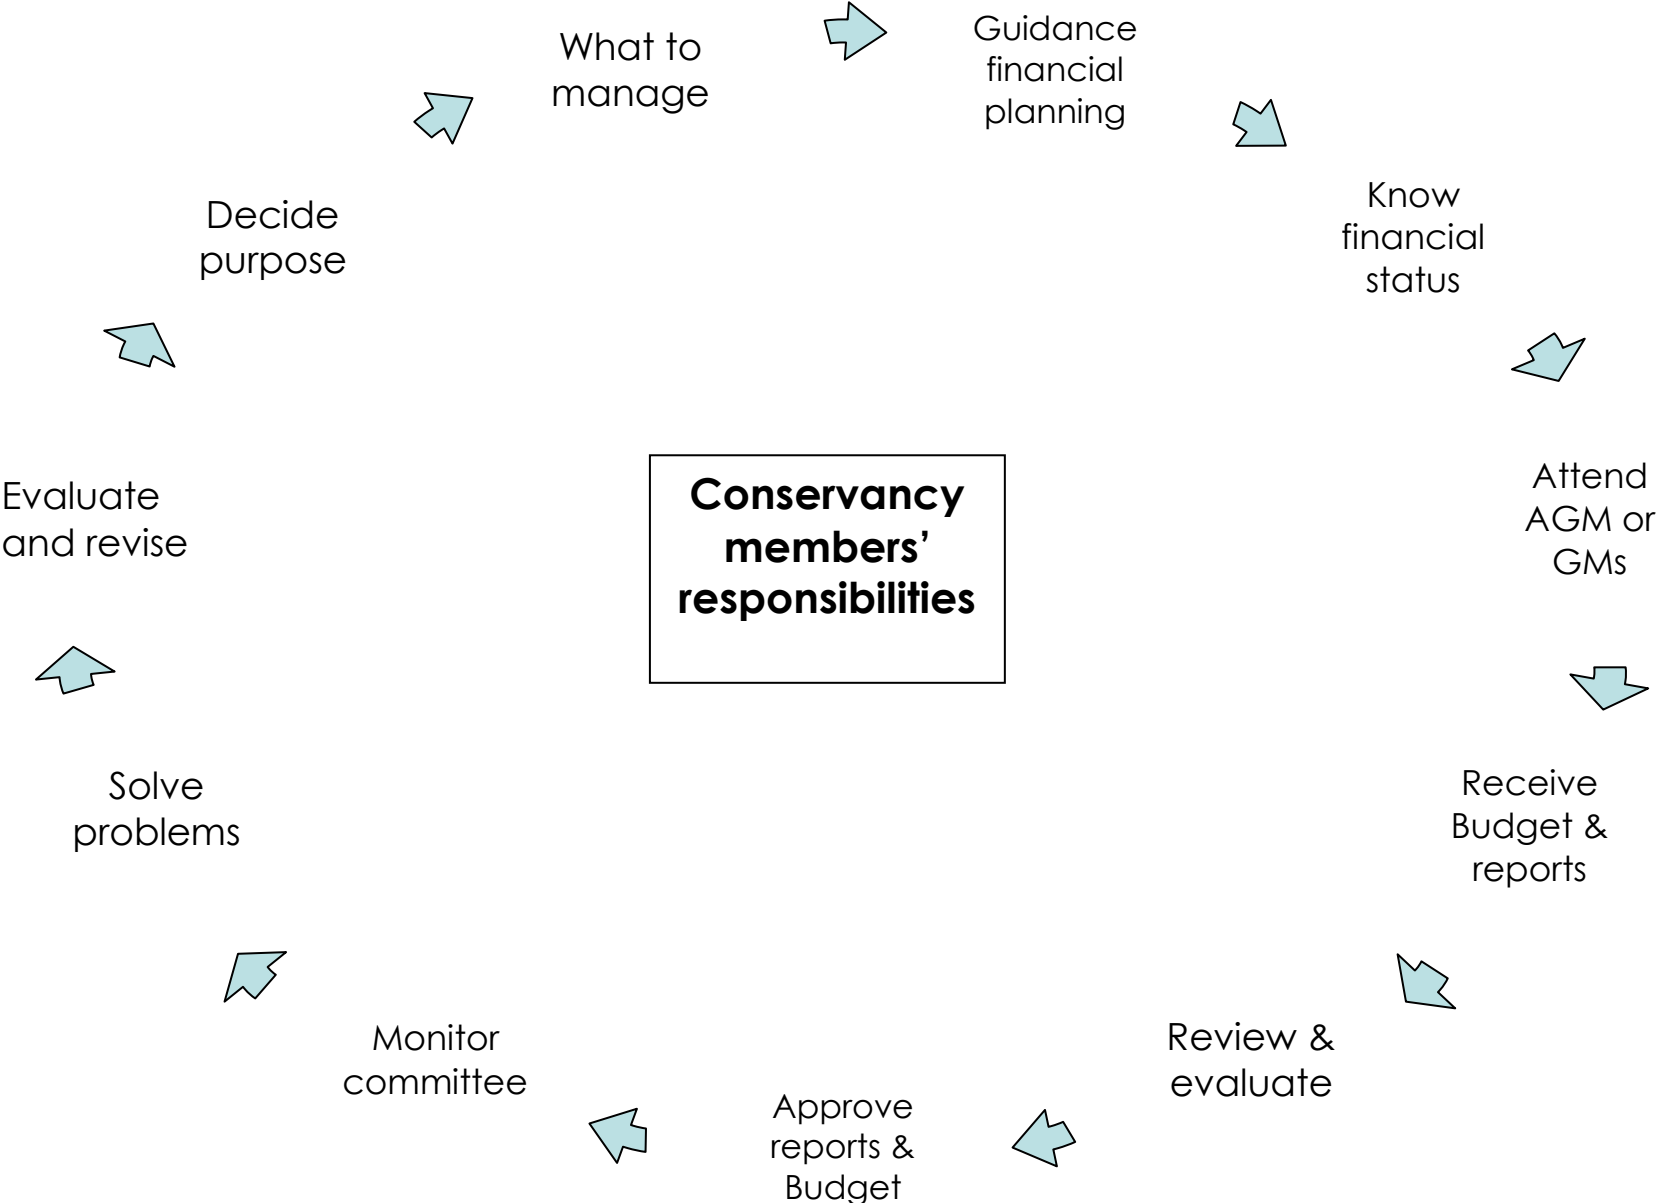 What to
manage
Guidance
financial
planning
Know
financial
status
Attend
AGM or
GMs
Receive
Budget &
reports
Review &
evaluate
Approve
reports &
Budget
Monitor
committee
Solve
problems
Evaluate
and revise
Decide
purpose
Conservancy
members’
responsibilities